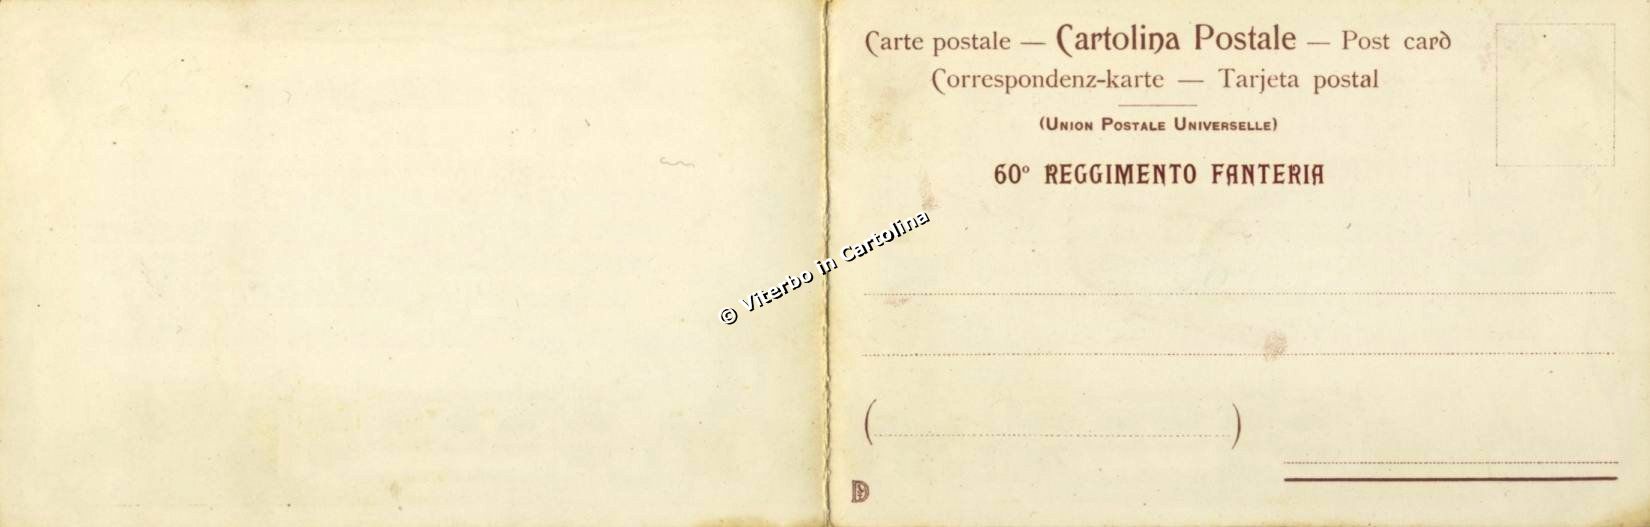 Carte postale — Cartolina Postale — Post card
Correspondenz-karte — Tarjeta postal
(Union Postale Universelle)
60° REGGIMENTO FANTERIA
© Viterbo in Cartolina
( )